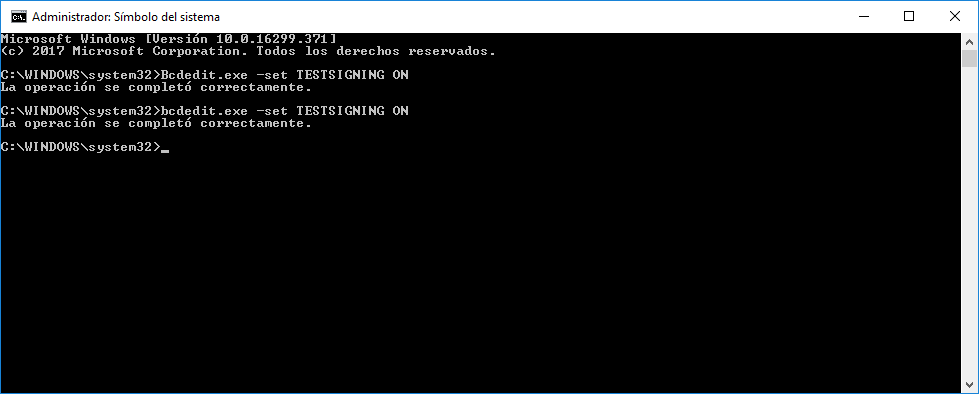 Administrador: Símbolo del sistema
Microsoft Windows [Versión 10.0.16299.371]
(c) 2017 Microsoft Corporation. Todos los derechos reservados.
C:\WINDOWS\system32>Bcdedit.exe -set TESTSIGNING ON
La operación se completó correctamente.
C:\WINDOWS\system32>bcdedit.exe -set TESTSIGNING ON
La operación se completó correctamente.
C:\WINDOWS\system32>